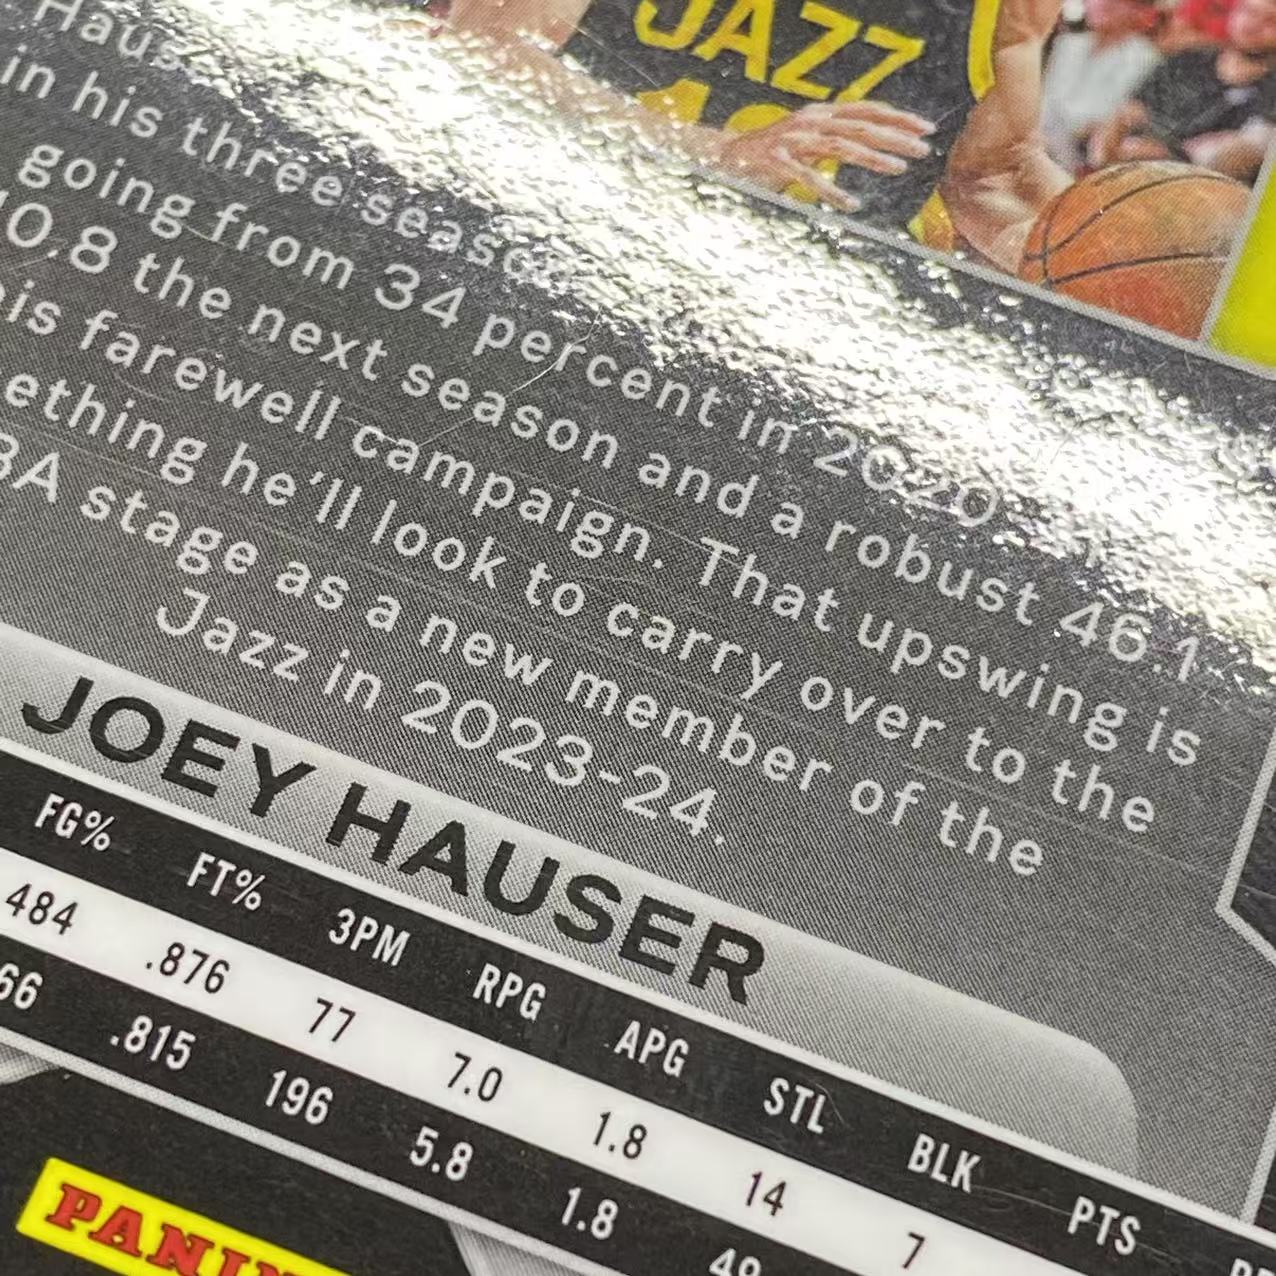 JAZZ
in his three season
going from 34 percent in 2020
0.8 the next season and a robust 46.1
is farewell campaign. That upswing is
ething he'll look to carry over to the
BA stage as a new member of the
Jazz in 2023-24.
JOEY HAUSER
FG% FT% 3PM RPG APG STL BLK PTS
484 .876 77 7.0 1.8 14 7
66 .815 196 5.8 1.8 49
PANINI